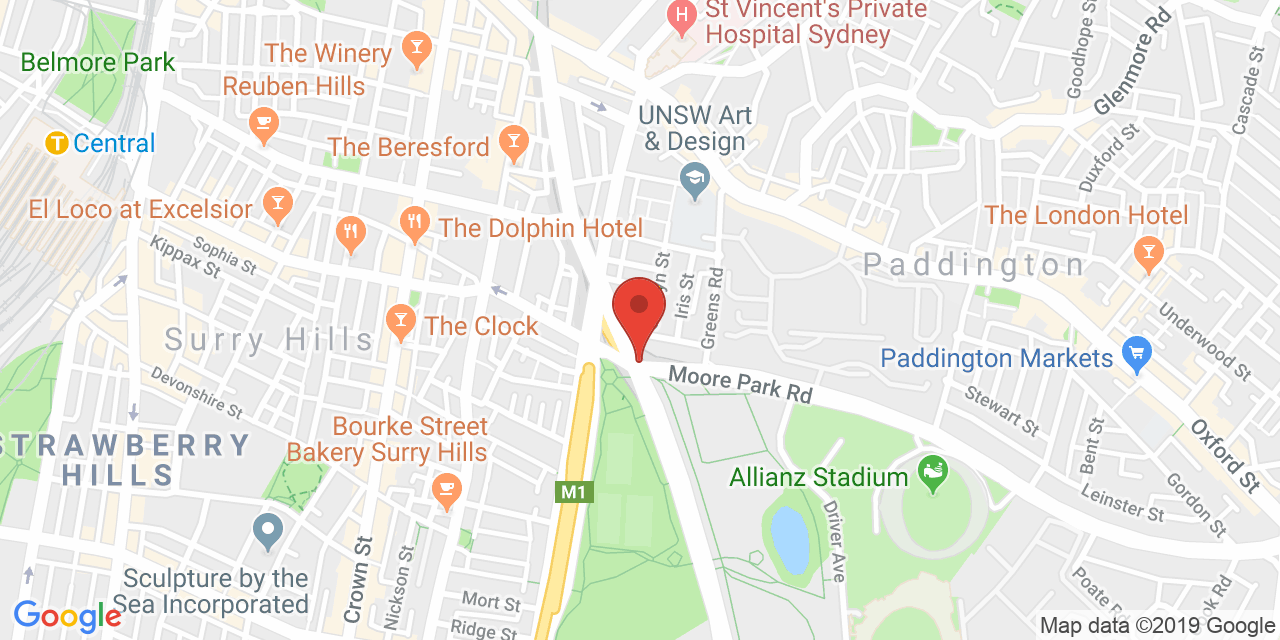 St Vincent's Private
Hospital Sydney
Goodhope S
Glenmore Rd
Cascade St
The Winery
Belmore Park
Reuben Hills
UNSW Art
& Design
T
Central
The Beresford
Duxford St
El Loco at Excelsior
The London Hotel
The Dolphin Hotel
Sophia St
Kippax St
yn St
Iris St
Greens Rd
Paddington
Underwood St
The Clock
Surry Hills
Paddington Markets
Moore Park Rd
Devonshire St
Stewart St
Bourke Street
Bakery Surry Hills
STRAWBERRY
HILLS
Bent St
Oxford St
Allianz Stadium
M1
Leinster St
Gordon St
Driver Ave
Crown St
Nickson St
Sculpture by the
Sea Incorporated
Mort St
Ridge St
Poate R
ok Rd
Google
Map data ©2019 Google